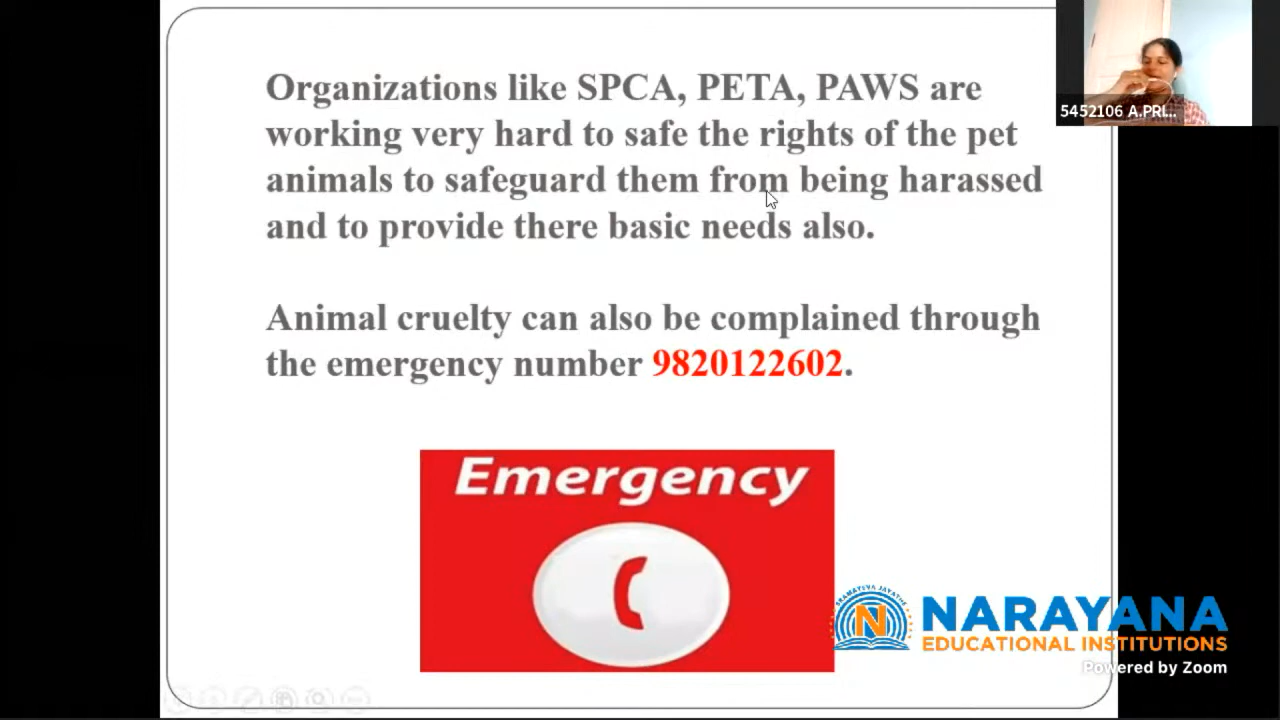 Organizations like SPCA, PETA, PAWS are
working very hard to safe the rights of the pet
animals to safeguard them from being harassed
and to provide there basic needs also.
Animal cruelty can also be complained through
the emergency number 9820122602.
Emergency
5452106 A.PRI...
SRAMAYEVA JAYATHE
N
NARAYANA
EDUCATIONAL INSTITUTIONS
Powered by Zoom